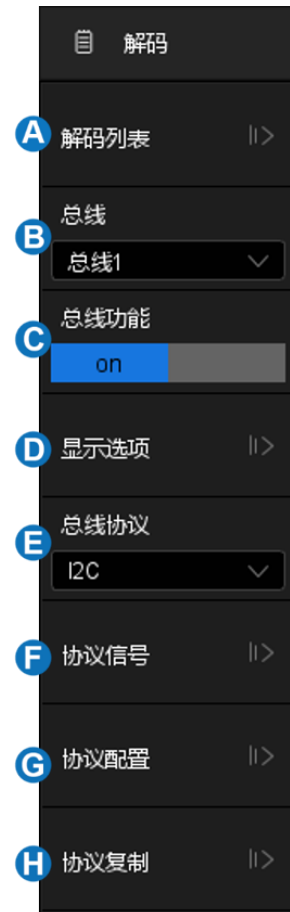 解码
A 解码列表
B 总线
总线1
C 总线功能
on
D 显示选项
E 总线协议
I2C
F 协议信号
G 协议配置
H 协议复制